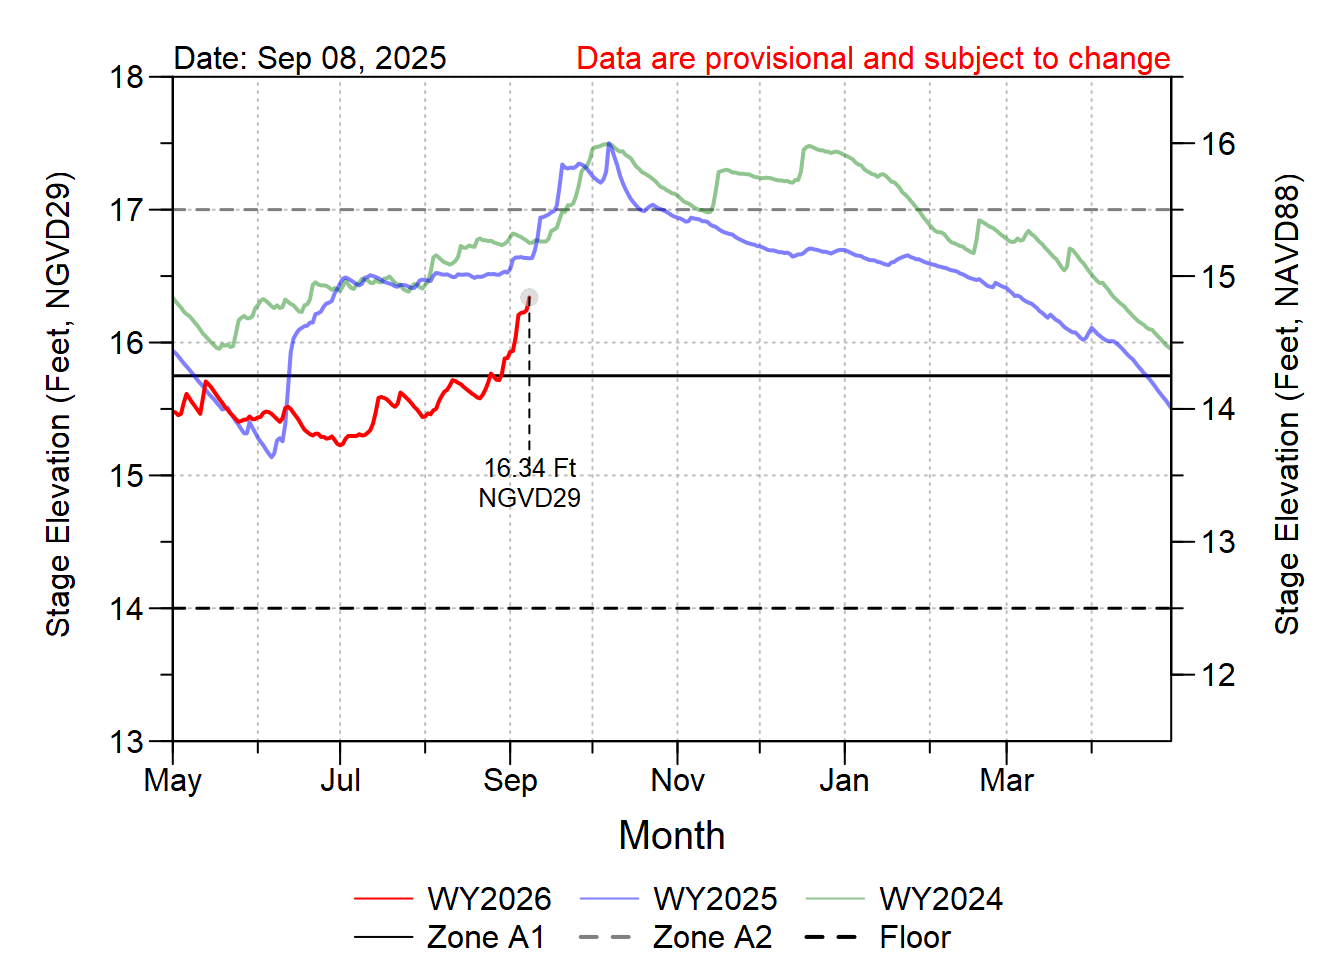 Date: Sep 08, 2025 Data are provisional and subject to change
Stage Elevation (Feet, NGVD29)
18
17
16
15
14
13
16.34 Ft
NGVD29
16
15
14
13
12
Stage Elevation (Feet, NAVD88)
May Jul Sep Nov Jan Mar
Month
WY2026 WY2025 WY2024
Zone A1 Zone A2 Floor